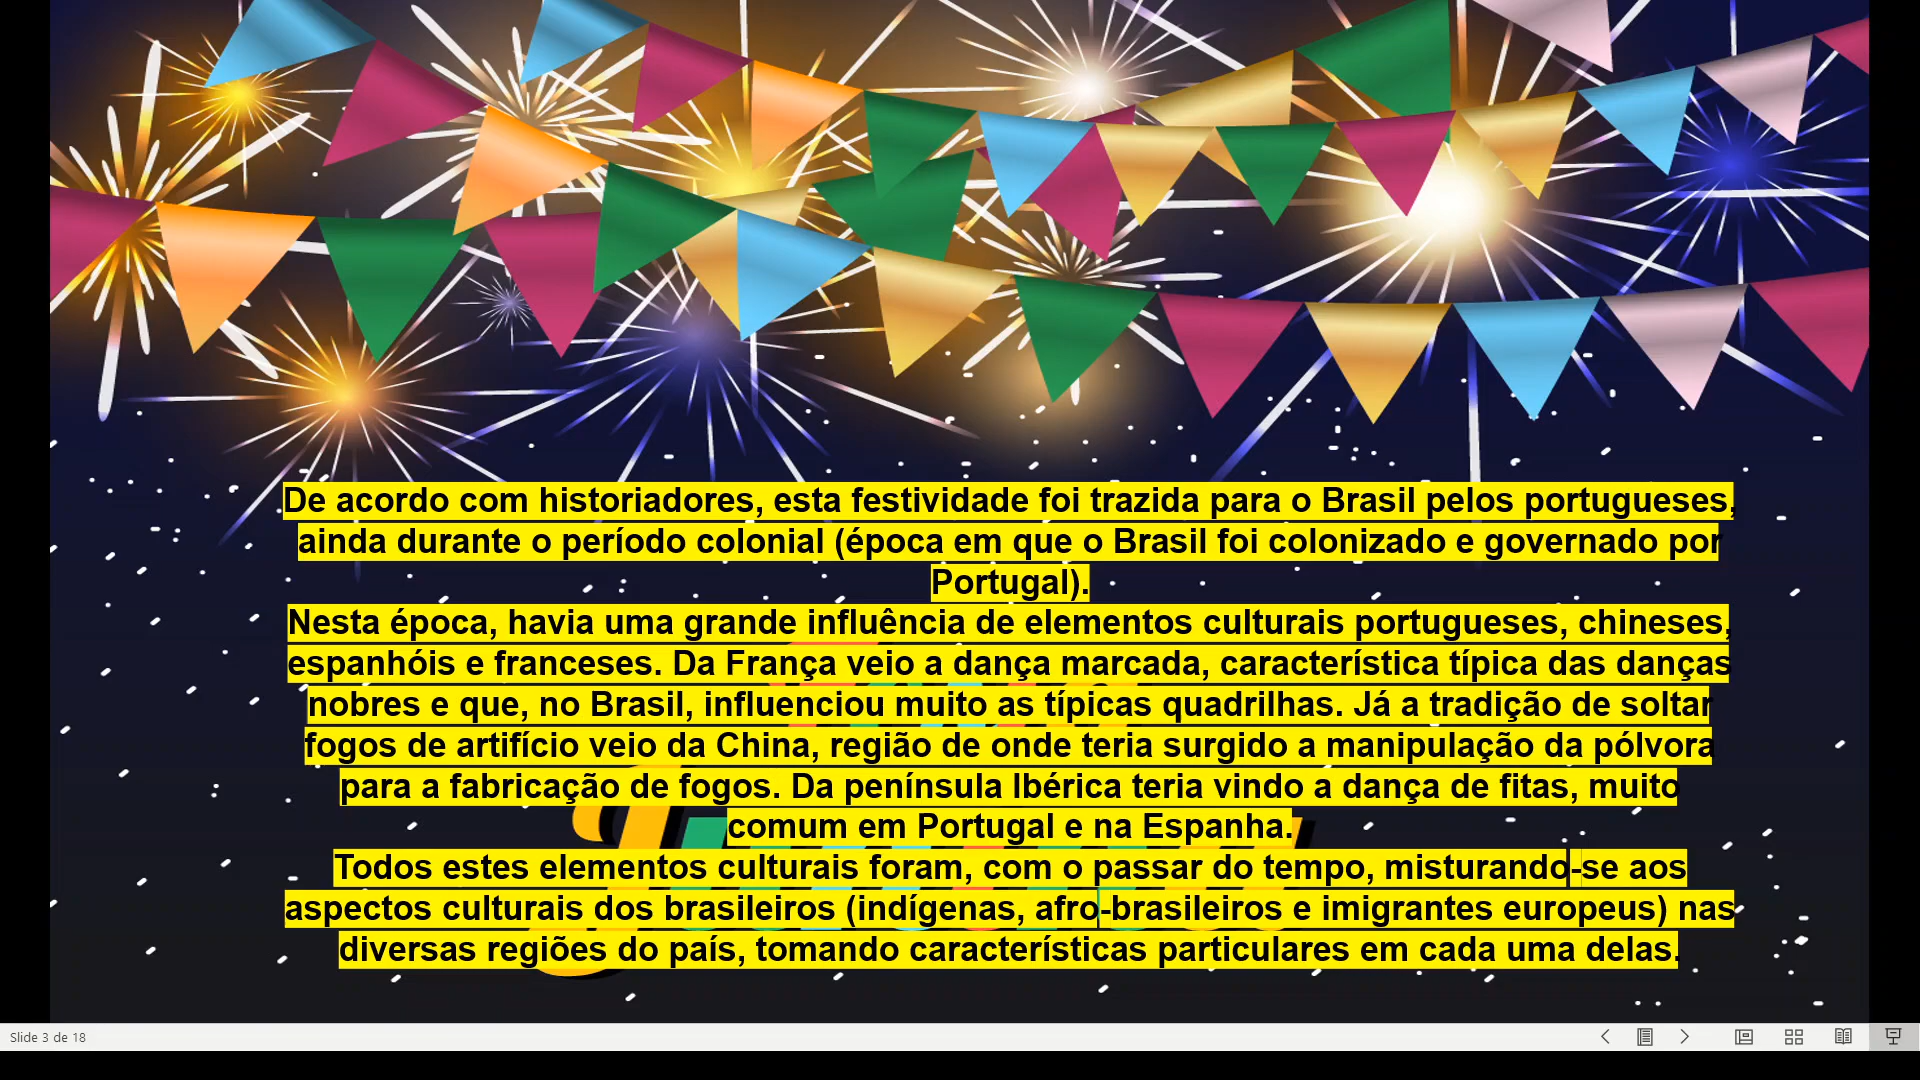 De acordo com historiadores, esta festividade foi trazida para o Brasil pelos portugueses,
ainda durante o período colonial (época em que o Brasil foi colonizado e governado por
Portugal).
Nesta época, havia uma grande influência de elementos culturais portugueses, chineses,
espanhóis e franceses. Da França veio a dança marcada, característica típica das danças
nobres e que, no Brasil, influenciou muito as típicas quadrilhas. Já a tradição de soltar
fogos de artifício veio da China, região de onde teria surgido a manipulação da pólvora
para a fabricação de fogos. Da península Ibérica teria vindo a dança de fitas, muito
comum em Portugal e na Espanha.
Todos estes elementos culturais foram, com o passar do tempo, misturando-se aos
aspectos culturais dos brasileiros (indígenas, afro-brasileiros e imigrantes europeus) nas
diversas regiões do país, tomando características particulares em cada uma delas.
Slide 3 de 18